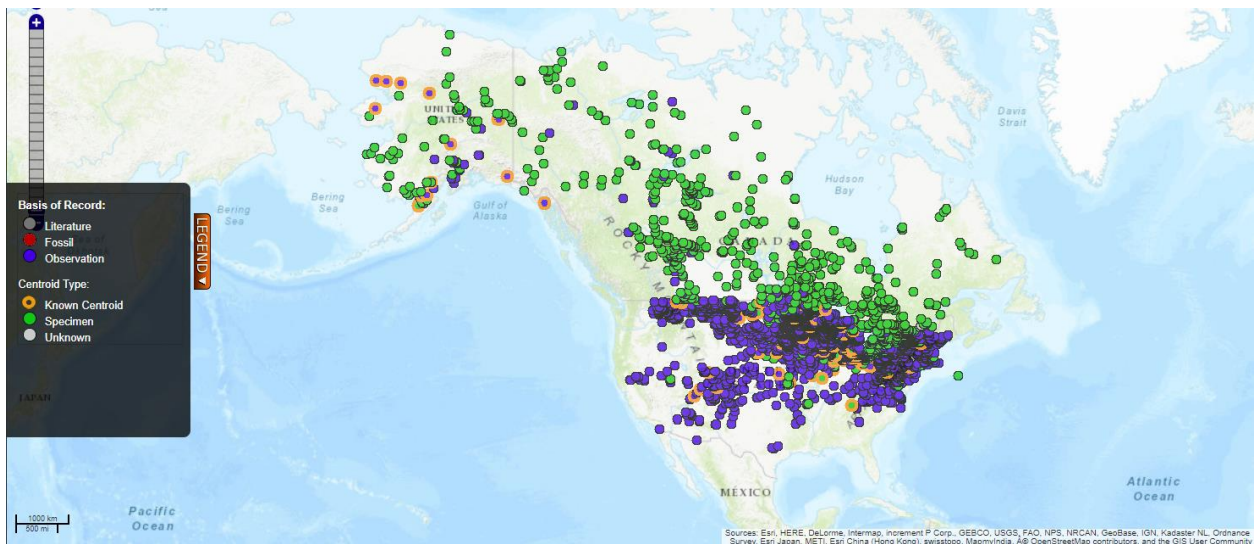 UNITED
STATES
Davis
Strait
Hudson
Bay
Bering
Sea
Bering
Sea
Gulf of
Alaska
CANADA
ROCKY MOUNTAINS
Basis of Record:
Literature
Fossil
Observation
Centroid Type:
Known Centroid
Specimen
Unknown
LEGEND
JAPAN
MÉXICO
Atlantic
Ocean
Pacific
Ocean
1000 km
500 mi
Sources: Esri, HERE, DeLorme, Intermap, increment P Corp., GEBCO, USGS, FAO, NPS, NRCAN, GeoBase, IGN, Kadaster NL, Ordnance
Survey, Esri Japan, METI, Esri China (Hong Kong), swisstopo, MapmyIndia, Â® OpenStreetMap contributors, and the GIS User Community